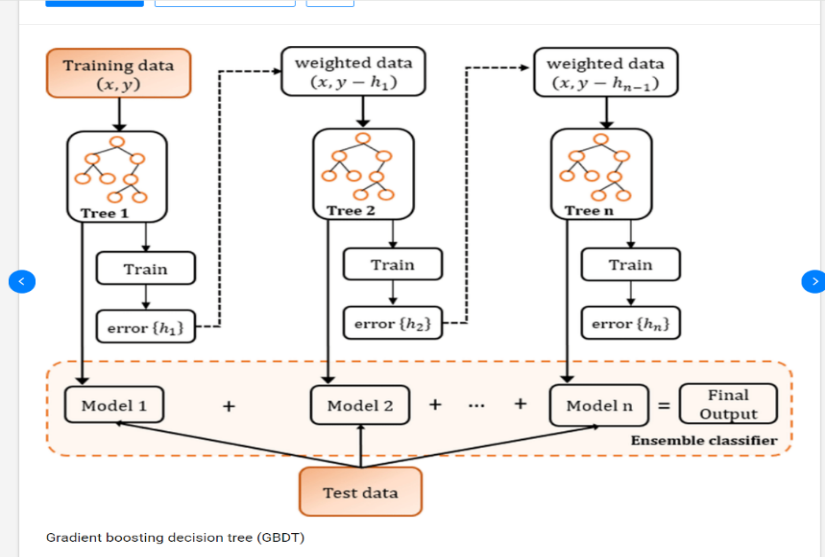 Training data
(x, y)
weighted data
(x, y − h₁)
weighted data
(x, y − hₙ₋₁)
Tree 1
Tree 2
Tree n
Train
Train
Train
error {h₁}
error {h₂}
error {hₙ}
Model 1
+
Model 2
+ ... +
Model n
=
Final
Output
Ensemble classifier
Test data
Gradient boosting decision tree (GBDT)